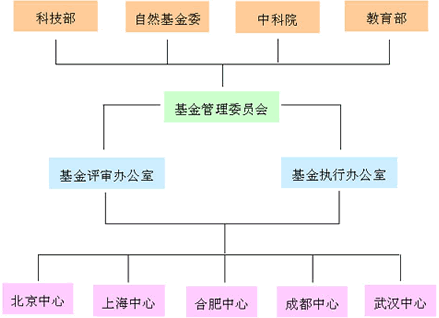 科技部
自然基金委
中科院
教育部
基金管理委员会
基金评审办公室
基金执行办公室
北京中心
上海中心
合肥中心
成都中心
武汉中心